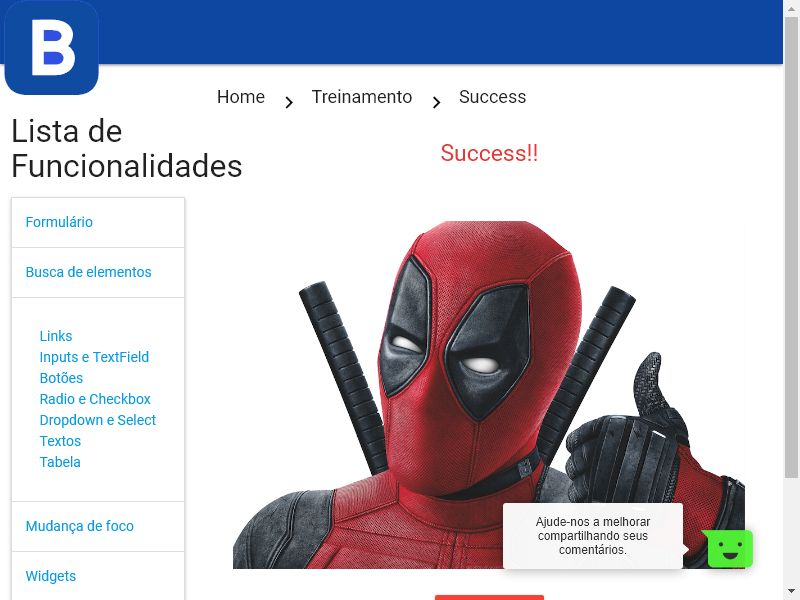 B
Home
Treinamento
Success
Lista de
Funcionalidades
Success!!
Formulário
Busca de elementos
Links
Inputs e TextField
Botões
Radio e Checkbox
Dropdown e Select
Textos
Tabela
Mudança de foco
Widgets
Ajude-nos a melhorar
compartilhando seus
comentários.